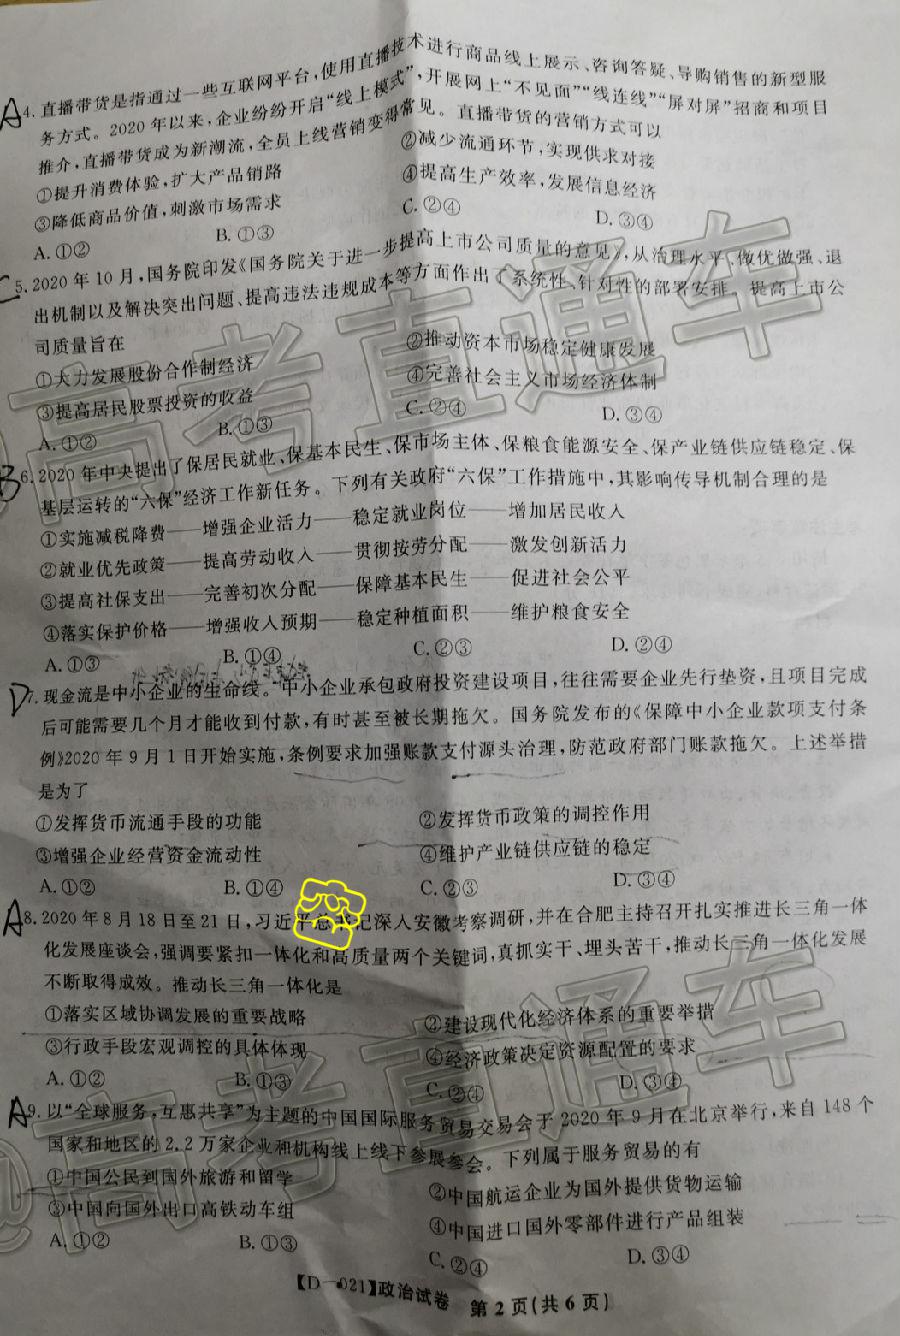 A 4. 直播带货是指通过一些互联网平台，使用直播技术进行商品线上展示、咨询答疑、导购销售的新型服
务方式。2020年以来，企业纷纷开启“线上模式”，开展网上“不见面”“线连线”“屏对屏”招商和项目
推介，直播带货成为新潮流，全员上线营销变得常见。直播带货的营销方式可以
①提升消费体验，扩大产品销路 ②减少流通环节，实现供求对接
③降低商品价值，刺激市场需求 ④提高生产效率，发展信息经济
A. ①② B. ①③ C. ②④ D. ③④
C 5. 2020年10月，国务院印发《国务院关于进一步提高上市公司质量的意见》，从治理水平、做优做强、退
出机制以及解决突出问题、提高违法违规成本等方面作出了系统性、针对性的部署安排。提高上市公
司质量旨在
①大力发展股份合作制经济 ②推动资本市场稳定健康发展
③提高居民股票投资的收益 ④完善社会主义市场经济体制
A. ①② B. ①③ C. ②④ D. ③④
B 6. 2020年中央提出了保居民就业、保基本民生、保市场主体、保粮食能源安全、保产业链供应链稳定、保
基层运转的“六保”经济工作新任务。下列有关政府“六保”工作措施中，其影响传导机制合理的是
①实施减税降费——增强企业活力——稳定就业岗位——增加居民收入
②就业优先政策——提高劳动收入——贯彻按劳分配——激发创新活力
③提高社保支出——完善初次分配——保障基本民生——促进社会公平
④落实保护价格——增强收入预期——稳定种植面积——维护粮食安全
A. ①③ B. ①④ C. ②③ D. ②④
D 7. 现金流是中小企业的生命线。中小企业承包政府投资建设项目，往往需要企业先行垫资，且项目完成
后可能需要几个月才能收到付款，有时甚至被长期拖欠。国务院发布的《保障中小企业款项支付条
例》2020年9月1日开始实施，条例要求加强账款支付源头治理，防范政府部门账款拖欠。上述举措
是为了
①发挥货币流通手段的功能 ②发挥货币政策的调控作用
③增强企业经营资金流动性 ④维护产业链供应链的稳定
A. ①② B. ①④ C. ②③ D. ③④
A 8. 2020年8月18日至21日，习近平总书记深入安徽考察调研，并在合肥主持召开扎实推进长三角一体
化发展座谈会，强调要紧扣一体化和高质量两个关键词，真抓实干、埋头苦干，推动长三角一体化发展
不断取得成效。推动长三角一体化是
①落实区域协调发展的重要战略 ②建设现代化经济体系的重要举措
③行政手段宏观调控的具体体现 ④经济政策决定资源配置的要求
A. ①② B. ①③ C. ②④ D. ③④
A 9. 以“全球服务，互惠共享”为主题的中国国际服务贸易交易会于2020年9月在北京举行，来自148个
国家和地区的2.2万家企业和机构线上线下参展参会。下列属于服务贸易的有
①中国公民到国外旅游和留学 ②中国航运企业为国外提供货物运输
③中国向国外出口高铁动车组 ④中国进口国外零部件进行产品组装
A. ①② B. ①③ C. ②④ D. ③④
【D—021】政治试卷 第2页(共6页)
@高考直通车
@高考直通车